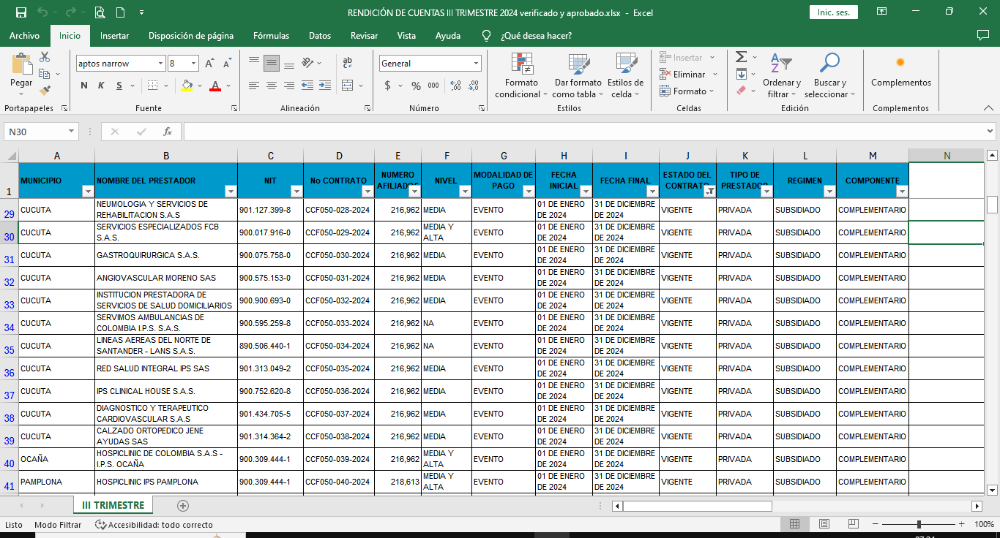 RENDICIÓN DE CUENTAS III TRIMESTRE 2024 verificado y aprobado.xlsx - Excel
Inic. ses.
Archivo Inicio Insertar Disposición de página Fórmulas Datos Revisar Vista Ayuda ¿Qué desea hacer?
Pegar
Portapapeles
aptos narrow 8
N K S
Fuente
ab
c
Alineación
General
$ % 000
Número
Formato condicional
Dar formato como tabla
Estilos de celda
Estilos
Insertar
Eliminar
Formato
Celdas
Ordenar y filtrar
Buscar y seleccionar
Edición
Complementos
Complementos
N30 fx
A B C D E F G H I J K L M N
1 MUNICIPIO NOMBRE DEL PRESTADOR NIT No CONTRATO NUMERO AFILIADOS NIVEL MODALIDAD DE PAGO FECHA INICIAL FECHA FINAL ESTADO DEL CONTRATO TIPO DE PRESTADOR REGIMEN COMPONENTE
29 CUCUTA NEUMOLOGIA Y SERVICIOS DE REHABILITACION S.A.S 901.127.399-8 CCF050-028-2024 216,962 MEDIA EVENTO 01 DE ENERO DE 2024 31 DE DICIEMBRE DE 2024 VIGENTE PRIVADA SUBSIDIADO COMPLEMENTARIO
30 CUCUTA SERVICIOS ESPECIALIZADOS FCB S.A.S. 900.017.916-0 CCF050-029-2024 216,962 MEDIA Y ALTA EVENTO 01 DE ENERO DE 2024 31 DE DICIEMBRE DE 2024 VIGENTE PRIVADA SUBSIDIADO COMPLEMENTARIO
31 CUCUTA GASTROQUIRURGICA S.A.S. 900.075.758-0 CCF050-030-2024 216,962 MEDIA EVENTO 01 DE ENERO DE 2024 31 DE DICIEMBRE DE 2024 VIGENTE PRIVADA SUBSIDIADO COMPLEMENTARIO
32 CUCUTA ANGIOVASCULAR MORENO SAS 900.575.153-0 CCF050-031-2024 216,962 MEDIA EVENTO 01 DE ENERO DE 2024 31 DE DICIEMBRE DE 2024 VIGENTE PRIVADA SUBSIDIADO COMPLEMENTARIO
33 CUCUTA INSTITUCION PRESTADORA DE SERVICIOS DE SALUD DOMICILIARIOS 900.900.693-0 CCF050-032-2024 216,962 MEDIA EVENTO 01 DE ENERO DE 2024 31 DE DICIEMBRE DE 2024 VIGENTE PRIVADA SUBSIDIADO COMPLEMENTARIO
34 CUCUTA SERVIMOS AMBULANCIAS DE COLOMBIA I.P.S. S.A.S. 900.595.259-8 CCF050-033-2024 216,962 NA EVENTO 01 DE ENERO DE 2024 31 DE DICIEMBRE DE 2024 VIGENTE PRIVADA SUBSIDIADO COMPLEMENTARIO
35 CUCUTA LINEAS AEREAS DEL NORTE DE SANTANDER - LANS S.A.S. 890.506.440-1 CCF050-034-2024 216,962 NA EVENTO 01 DE ENERO DE 2024 31 DE DICIEMBRE DE 2024 VIGENTE PRIVADA SUBSIDIADO COMPLEMENTARIO
36 CUCUTA RED SALUD INTEGRAL IPS SAS 901.313.049-2 CCF050-035-2024 216,962 MEDIA EVENTO 01 DE ENERO DE 2024 31 DE DICIEMBRE DE 2024 VIGENTE PRIVADA SUBSIDIADO COMPLEMENTARIO
37 CUCUTA IPS CLINICAL HOUSE S.A.S. 900.752.620-8 CCF050-036-2024 216,962 MEDIA EVENTO 01 DE ENERO DE 2024 31 DE DICIEMBRE DE 2024 VIGENTE PRIVADA SUBSIDIADO COMPLEMENTARIO
38 CUCUTA DIAGNOSTICO Y TERAPEUTICO CARDIOVASCULAR S.A.S 901.434.705-5 CCF050-037-2024 216,962 MEDIA EVENTO 01 DE ENERO DE 2024 31 DE DICIEMBRE DE 2024 VIGENTE PRIVADA SUBSIDIADO COMPLEMENTARIO
39 CUCUTA CALZADO ORTOPEDICO JENE AYUDAS SAS 901.314.364-2 CCF050-038-2024 216,962 MEDIA EVENTO 01 DE ENERO DE 2024 31 DE DICIEMBRE DE 2024 VIGENTE PRIVADA SUBSIDIADO COMPLEMENTARIO
40 OCAÑA HOSPICLINIC DE COLOMBIA S.A.S - I.P.S. OCAÑA 900.309.444-1 CCF050-039-2024 216,962 MEDIA Y ALTA EVENTO 01 DE ENERO DE 2024 31 DE DICIEMBRE DE 2024 VIGENTE PRIVADA SUBSIDIADO COMPLEMENTARIO
41 PAMPLONA HOSPICLINIC IPS PAMPLONA 900.309.444-1 CCF050-040-2024 218,613 MEDIA Y ALTA EVENTO 01 DE ENERO DE 2024 31 DE DICIEMBRE DE 2024 VIGENTE PRIVADA SUBSIDIADO COMPLEMENTARIO
III TRIMESTRE
Listo Modo Filtrar Accesibilidad: todo correcto 100%